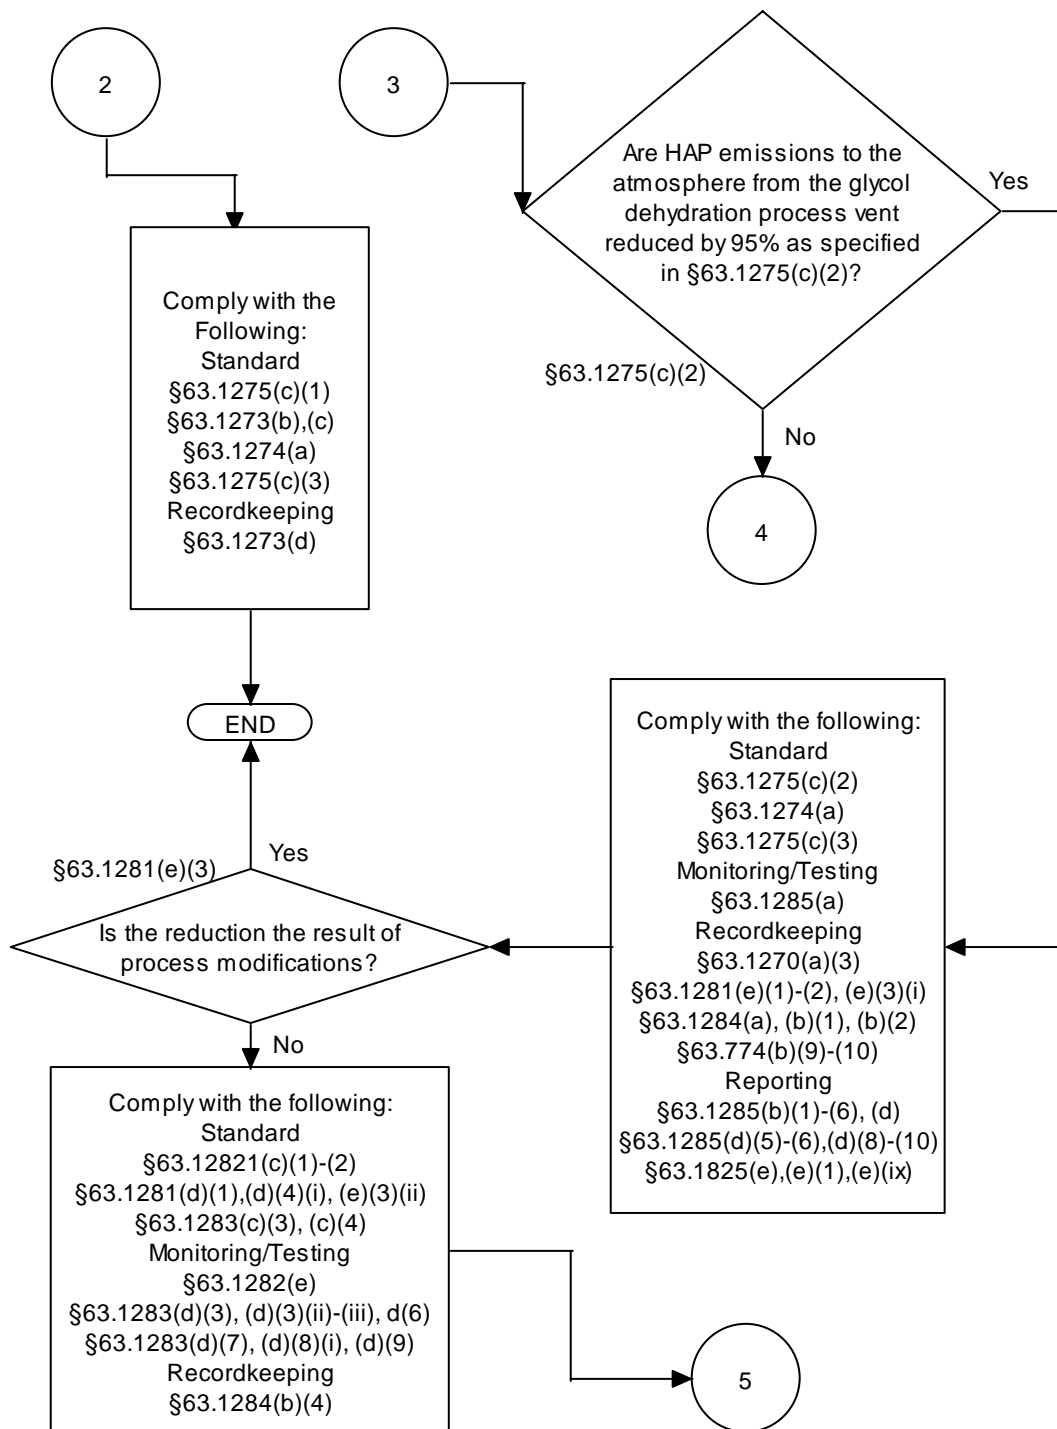 2
Comply with the
Following:
Standard
§63.1275(c)(1)
§63.1273(b),(c)
§63.1274(a)
§63.1275(c)(3)
Recordkeeping
§63.1273(d)
END
3
Are HAP emissions to the
atmosphere from the glycol
dehydration process vent
reduced by 95% as specified
in §63.1275(c)(2)?
Yes
§63.1275(c)(2)
No
4
Comply with the following:
Standard
§63.1275(c)(2)
§63.1274(a)
§63.1275(c)(3)
Monitoring/Testing
§63.1285(a)
Recordkeeping
§63.1270(a)(3)
§63.1281(e)(1)-(2), (e)(3)(i)
§63.1284(a), (b)(1), (b)(2)
§63.774(b)(9)-(10)
Reporting
§63.1285(b)(1)-(6), (d)
§63.1285(d)(5)-(6),(d)(8)-(10)
§63.1825(e),(e)(1),(e)(ix)
Yes
§63.1281(e)(3)
Is the reduction the result of
process modifications?
No
Comply with the following:
Standard
§63.12821(c)(1)-(2)
§63.1281(d)(1),(d)(4)(i), (e)(3)(ii)
§63.1283(c)(3), (c)(4)
Monitoring/Testing
§63.1282(e)
§63.1283(d)(3), (d)(3)(ii)-(iii), d(6)
§63.1283(d)(7), (d)(8)(i), (d)(9)
Recordkeeping
§63.1284(b)(4)
5